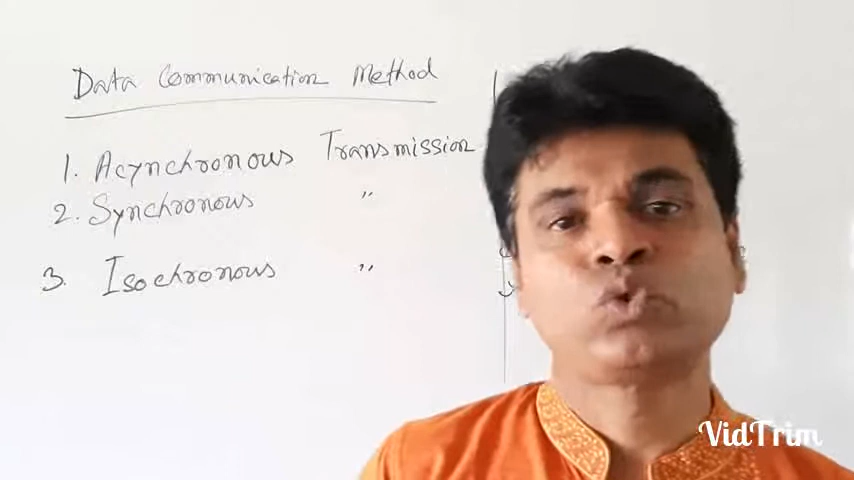 Data Communication Method
1. Acynchronous Transmission
2. Synchronous "
3. Isochronous "
VidTrim